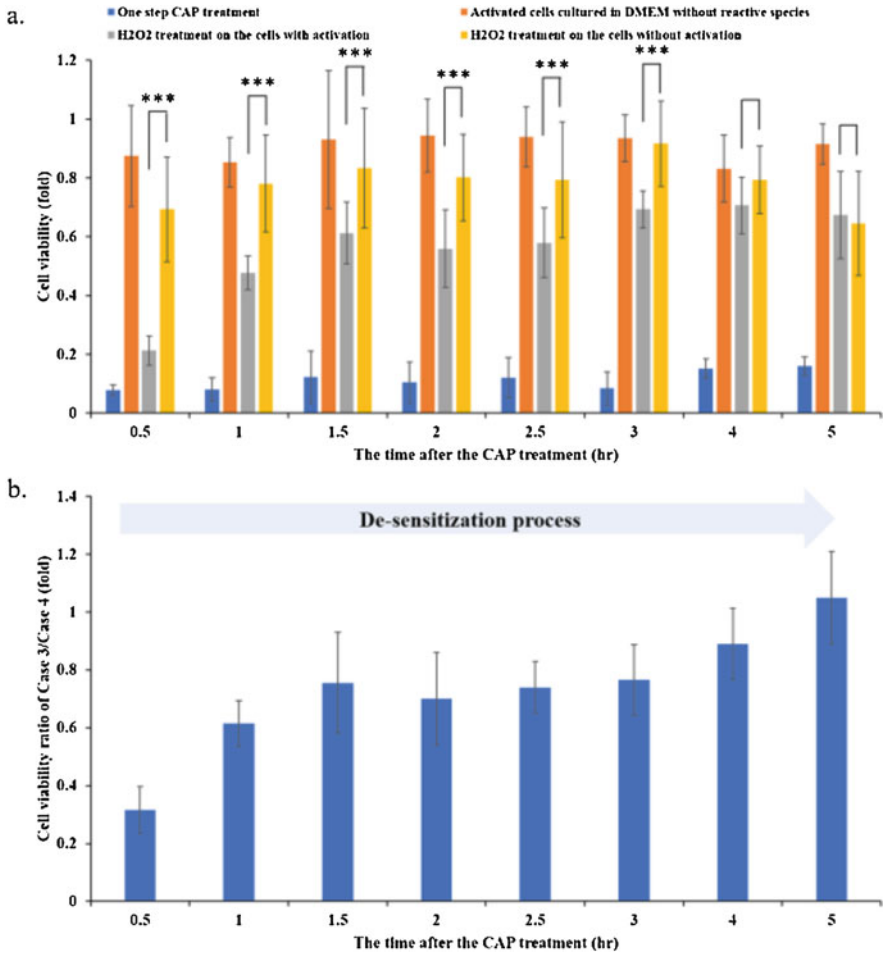 a.
One step CAP treatment
Activated cells cultured in DMEM without reactive species
H2O2 treatment on the cells with activation
H2O2 treatment on the cells without activation
Cell viability (fold)
1.2
1
0.8
0.6
0.4
0.2
0
*** *** *** *** *** ***
0.5 1 1.5 2 2.5 3 4 5
The time after the CAP treatment (hr)
b.
Cell viability ratio of Case 3/Case 4 (fold)
1.4
1.2
1
0.8
0.6
0.4
0.2
0
De-sensitization process
0.5 1 1.5 2 2.5 3 4 5
The time after the CAP treatment (hr)